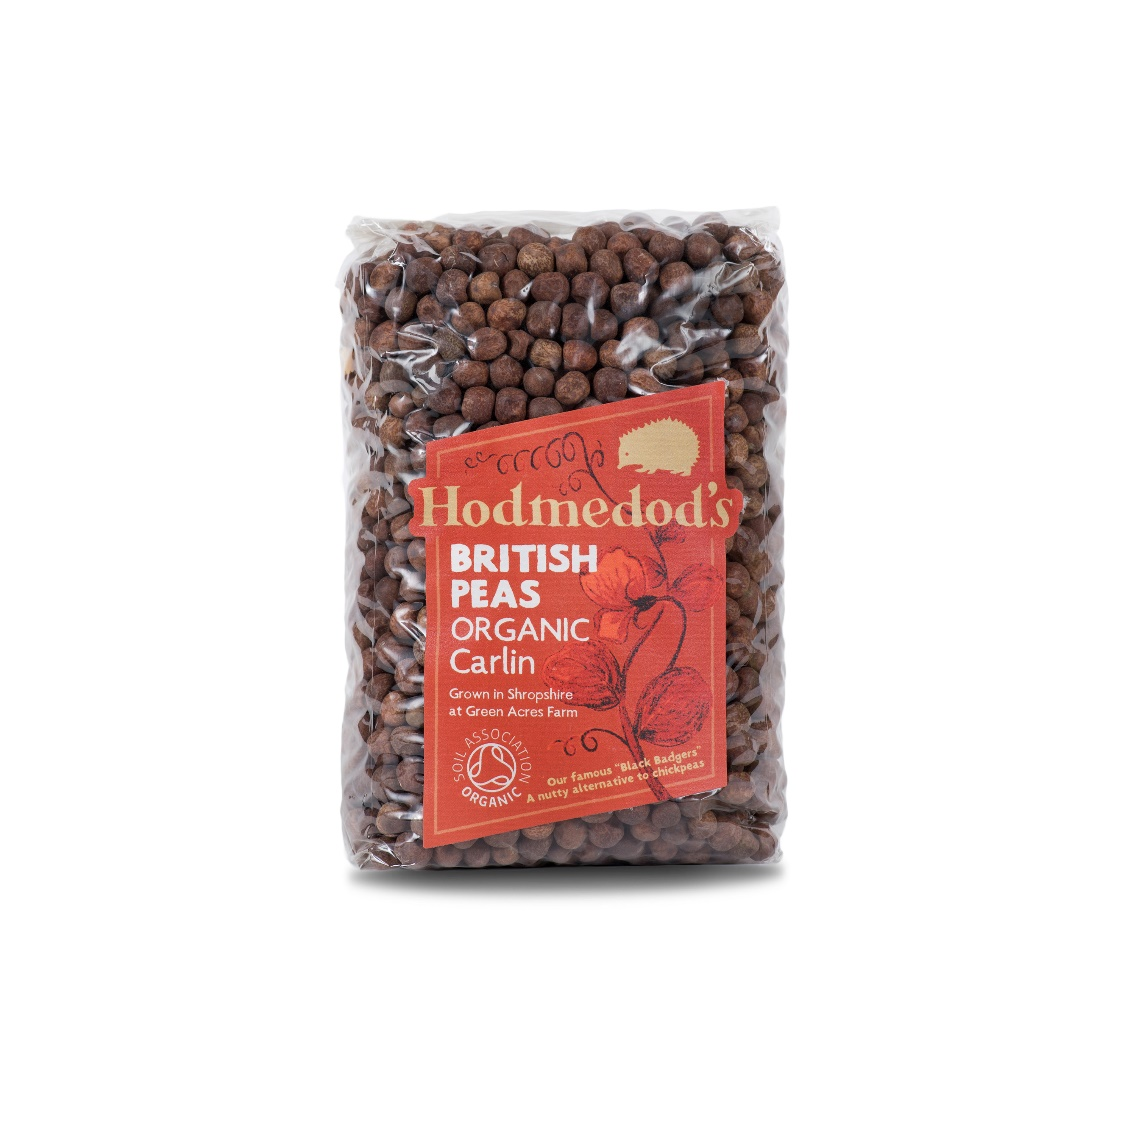 Hodmedod's
BRITISH
PEAS
ORGANIC
Carlin
Grown in Shropshire
at Green Acres Farm
SOIL ASSOCIATION
ORGANIC
Our famous "Black Badgers"
A nutty alternative to chickpeas